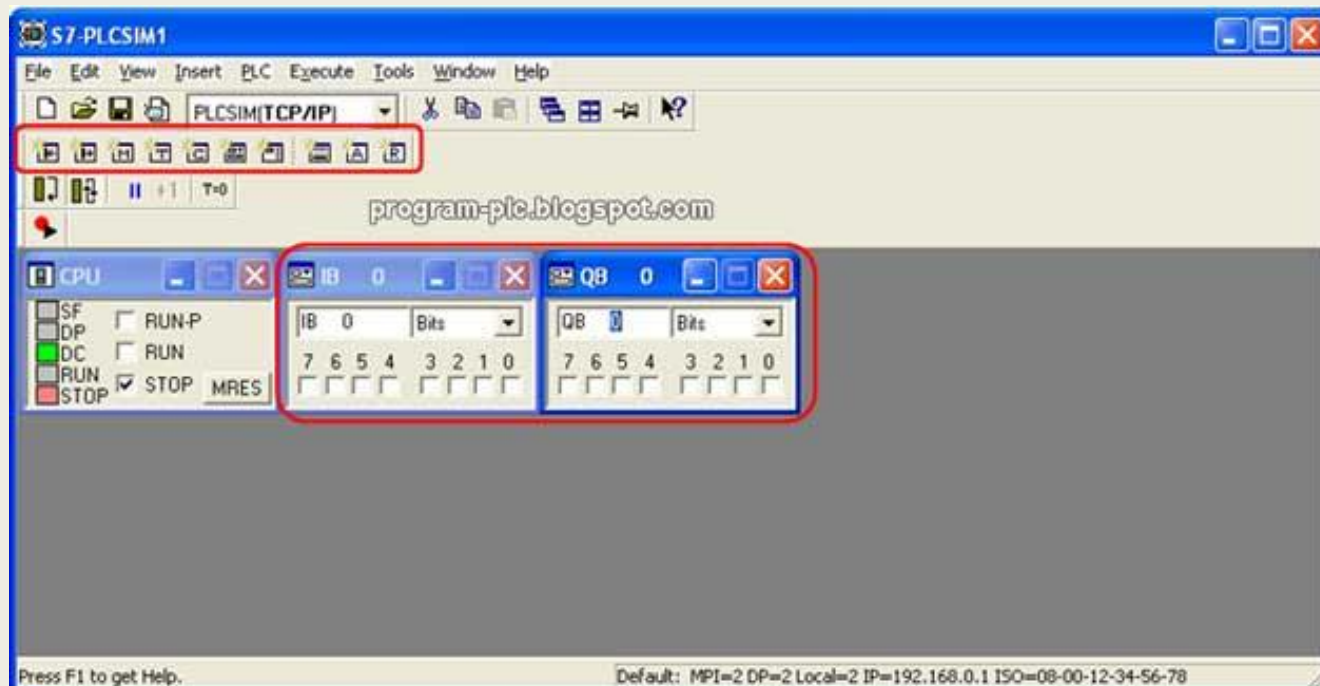 S7-PLCSIM1
File Edit View Insert PLC Execute Tools Window Help
PLCSIM(TCP/IP)
M T C A R
+1 T=0
program-plc.blogspot.com
CPU IB 0 QB 0
SF
DP
DC
RUN
STOP
RUN-P
RUN
STOP MRES
IB 0 Bits
7 6 5 4 3 2 1 0
QB 0 Bits
7 6 5 4 3 2 1 0
Press F1 to get Help.
Default: MPI=2 DP=2 Local=2 IP=192.168.0.1 ISO=08-00-12-34-56-78